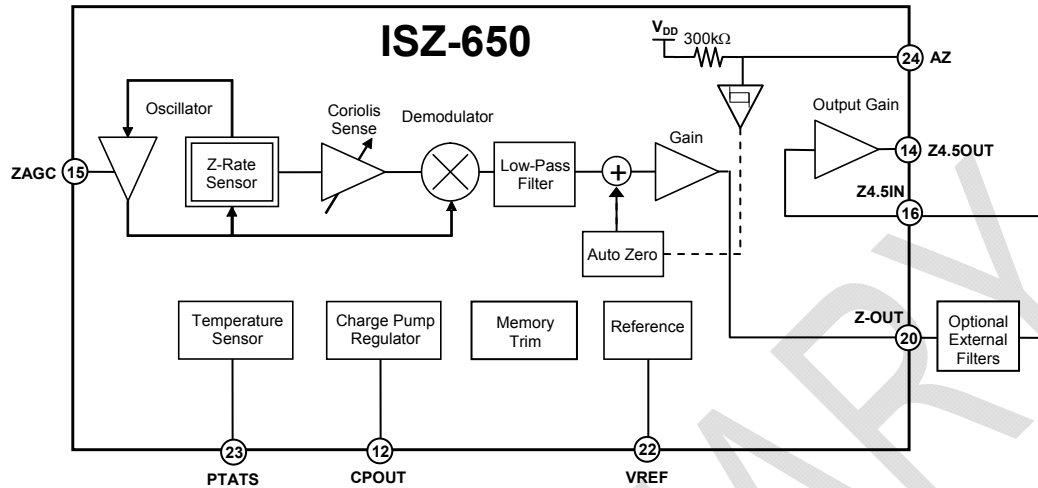 ISZ-650
VDD
300kΩ
24
AZ
Oscillator
Coriolis
Sense
Demodulator
Output Gain
Gain
ZAGC
15
Z-Rate
Sensor
Low-Pass
Filter
+
14
Z4.5OUT
Z4.5IN
16
Auto Zero
Temperature
Sensor
Charge Pump
Regulator
Memory
Trim
Reference
Z-OUT
20
Optional
External
Filters
23
PTATS
12
CPOUT
22
VREF